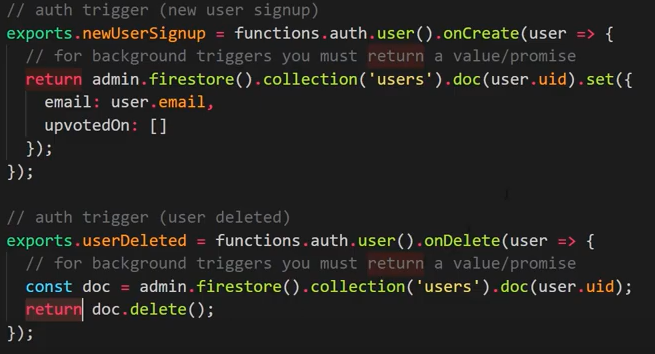 // auth trigger (new user signup)
exports.newUserSignup = functions.auth.user().onCreate(user => {
  // for background triggers you must return a value/promise
  return admin.firestore().collection('users').doc(user.uid).set({
    email: user.email,
    upvotedOn: []
  });
});
// auth trigger (user deleted)
exports.userDeleted = functions.auth.user().onDelete(user => {
  // for background triggers you must return a value/promise
  const doc = admin.firestore().collection('users').doc(user.uid);
  return doc.delete();
});